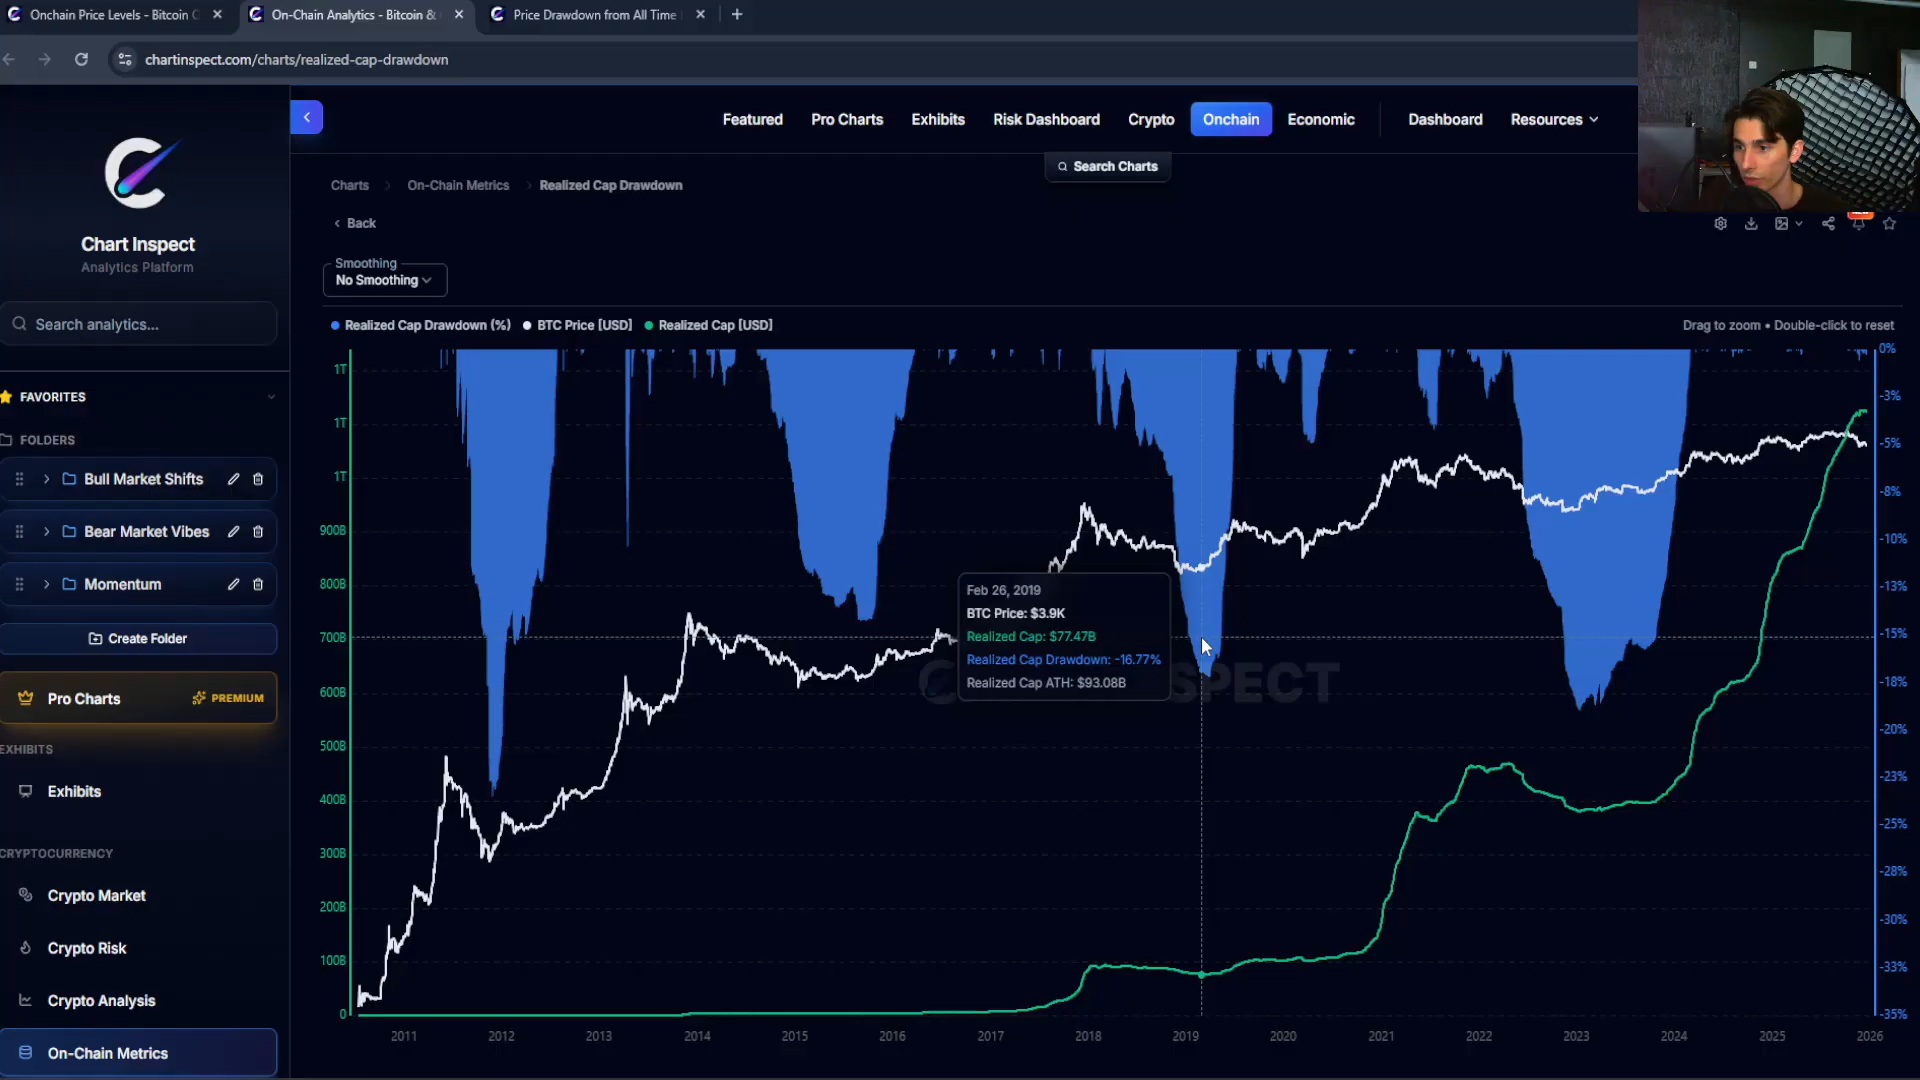 Onchain Price Levels - Bitcoin C
On-Chain Analytics - Bitcoin &
Price Drawdown from All Time
chartinspect.com/charts/realized-cap-drawdown
Chart Inspect
Analytics Platform
Search analytics...
FAVORITES
FOLDERS
Bull Market Shifts
Bear Market Vibes
Momentum
Create Folder
Pro Charts PREMIUM
EXHIBITS
Exhibits
CRYPTOCURRENCY
Crypto Market
Crypto Risk
Crypto Analysis
On-Chain Metrics
Featured Pro Charts Exhibits Risk Dashboard Crypto Onchain Economic Dashboard Resources
Search Charts
Charts On-Chain Metrics Realized Cap Drawdown
Back
NEW
Smoothing
No Smoothing
Realized Cap Drawdown (%) BTC Price [USD] Realized Cap [USD]
Drag to zoom • Double-click to reset
1T
1T
1T
900B
800B
700B
600B
500B
400B
300B
200B
100B
0
0%
-3%
-5%
-8%
-10%
-13%
-15%
-18%
-20%
-23%
-25%
-28%
-30%
-33%
-35%
Feb 26, 2019
BTC Price: $3.9K
Realized Cap: $77.47B
Realized Cap Drawdown: -16.77%
Realized Cap ATH: $93.08B
SPECT
2011 2012 2013 2014 2015 2016 2017 2018 2019 2020 2021 2022 2023 2024 2025 2026